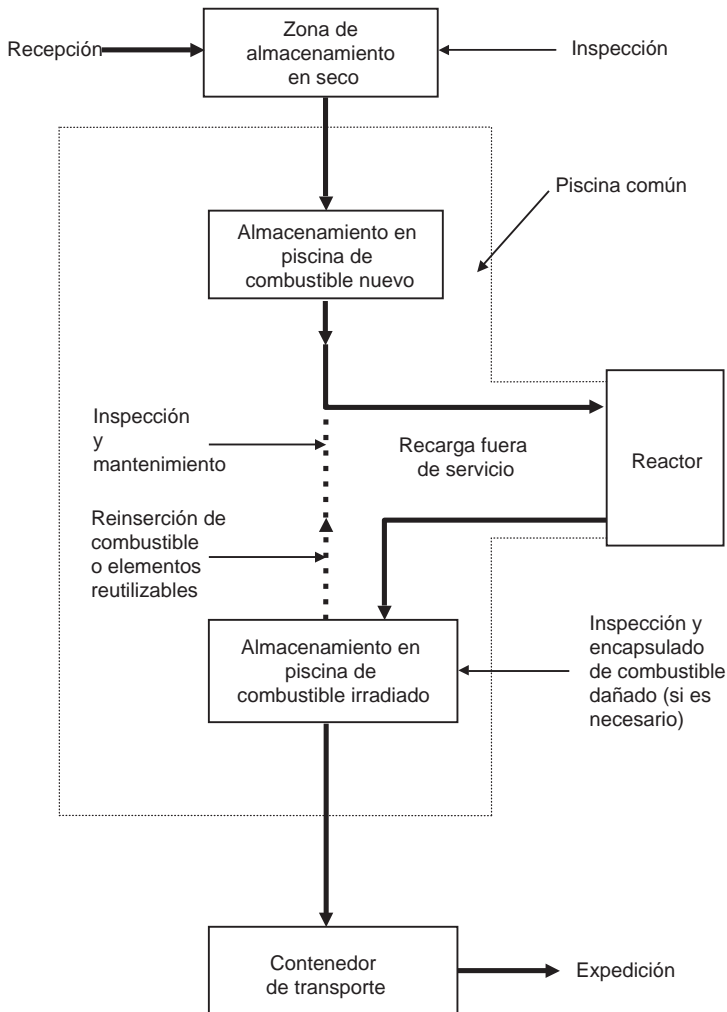 Zona de
almacenamiento
en seco
Recepción
Inspección
Piscina común
Almacenamiento en
piscina de
combustible nuevo
Inspección
y
mantenimiento
Recarga fuera
de servicio
Reactor
Reinserción de
combustible
o elementos
reutilizables
Almacenamiento en
piscina de
combustible irradiado
Inspección y
encapsulado
de combustible
dañado (si es
necesario)
Contenedor
de transporte
Expedición